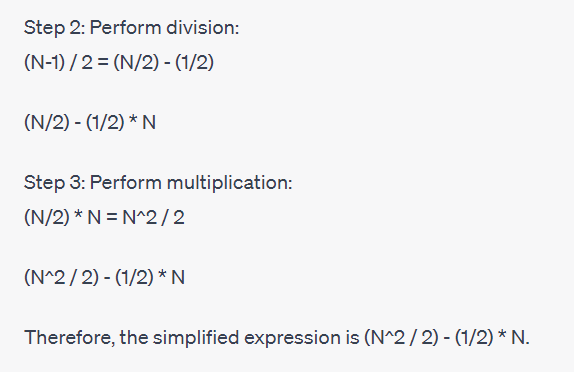 Step 2: Perform division:
(N-1) / 2 = (N/2) - (1/2)
(N/2) - (1/2) * N
Step 3: Perform multiplication:
(N/2) * N = N^2 / 2
(N^2 / 2) - (1/2) * N
Therefore, the simplified expression is (N^2 / 2) - (1/2) * N.